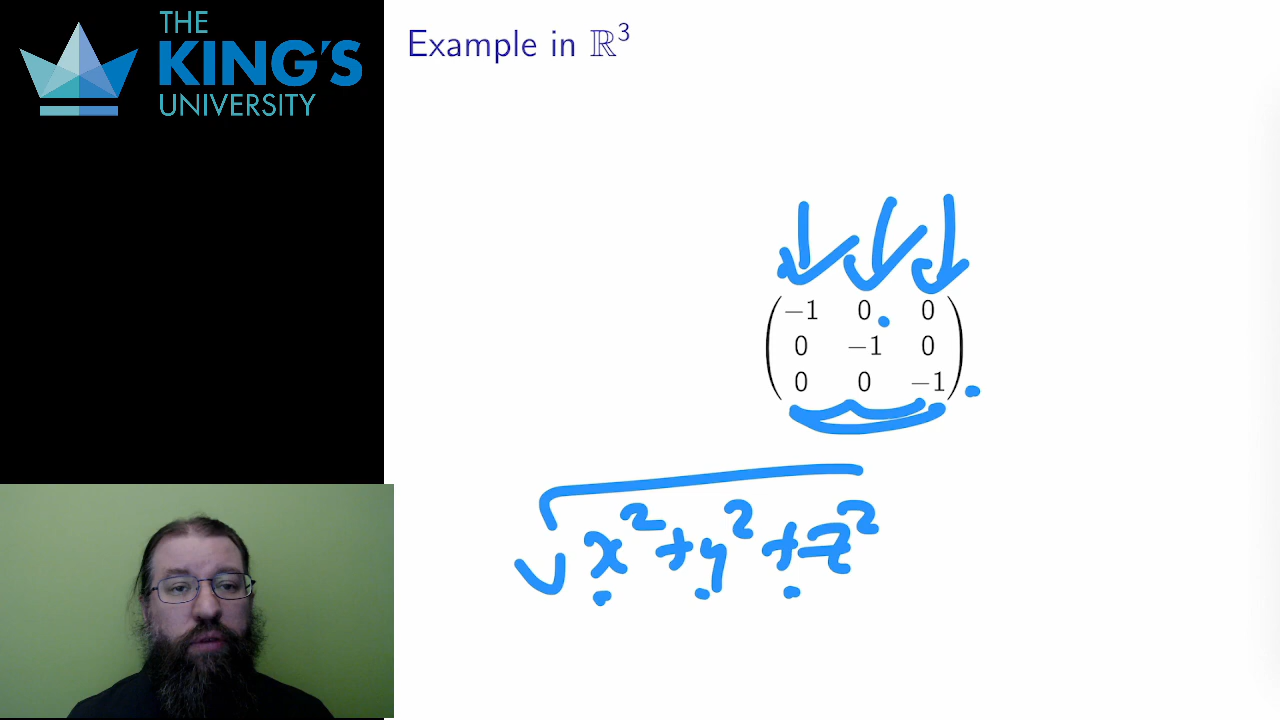 THE
KING'S
UNIVERSITY
Example in ℝ³
−1 0 0
0 −1 0
0 0 −1
√x²+y²+z²